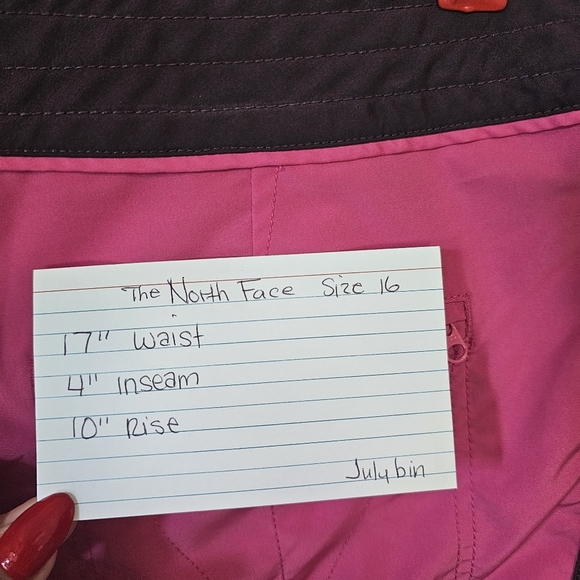 The North Face Size 16
17" Waist
4" inseam
10" Rise
July bin